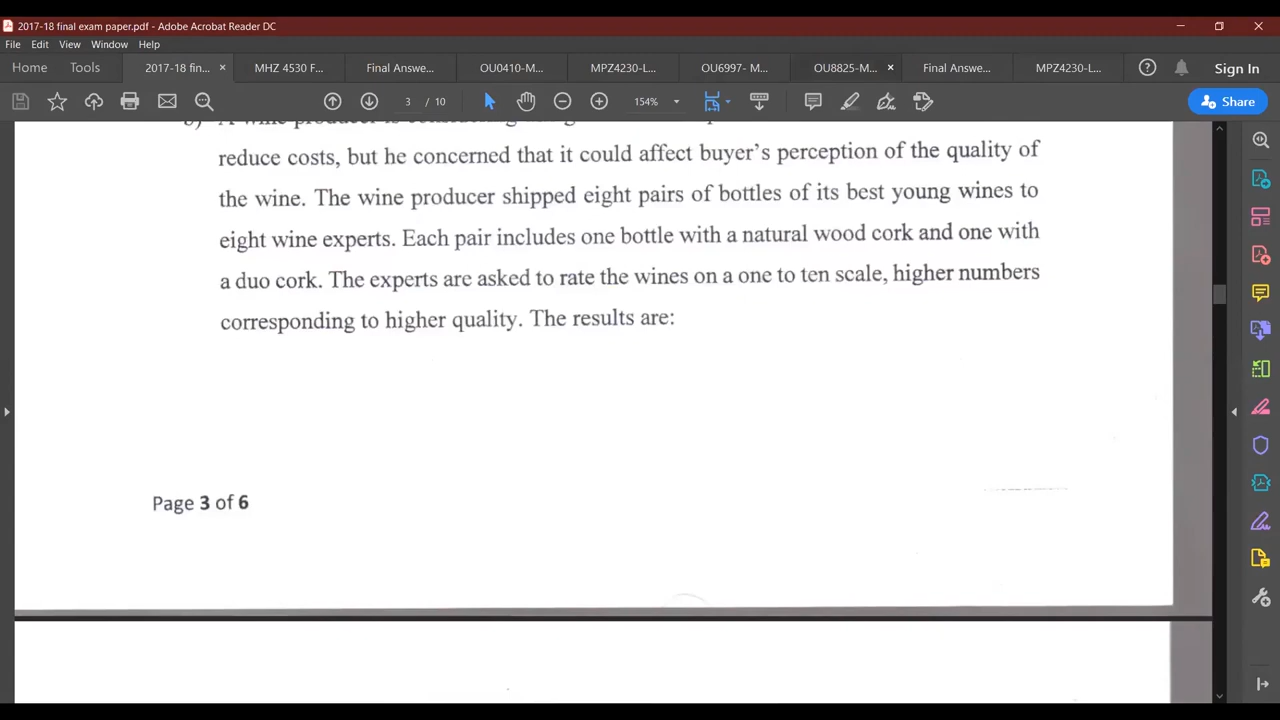 2017-18 final exam paper.pdf - Adobe Acrobat Reader DC
File Edit View Window Help
Home Tools 2017-18 fin... × MHZ 4530 F... Final Answe... OU0410-M... MPZ4230-L... OU6997- M... OU8825-M... × Final Answe... MPZ4230-L... Sign In
3 / 10 154% Share
b) A wine producer is considering
reduce costs, but he concerned that it could affect buyer's perception of the quality of
the wine. The wine producer shipped eight pairs of bottles of its best young wines to
eight wine experts. Each pair includes one bottle with a natural wood cork and one with
a duo cork. The experts are asked to rate the wines on a one to ten scale, higher numbers
corresponding to higher quality. The results are:
Page 3 of 6